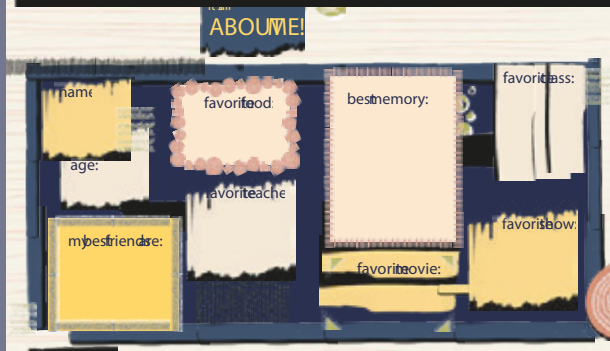 ABOUT ME!
name
favorite food:
best memory:
favorite class:
age:
favorite teacher
my best friends are:
favorite show:
favorite movie: